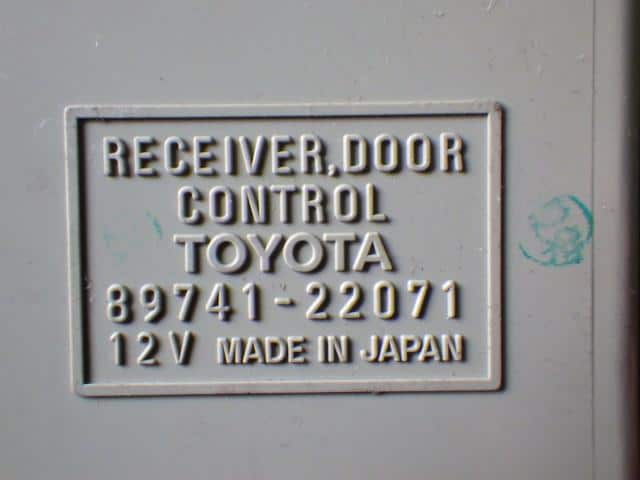 RECEIVER,DOOR
CONTROL
TOYOTA
89741-22071
12V MADE IN JAPAN